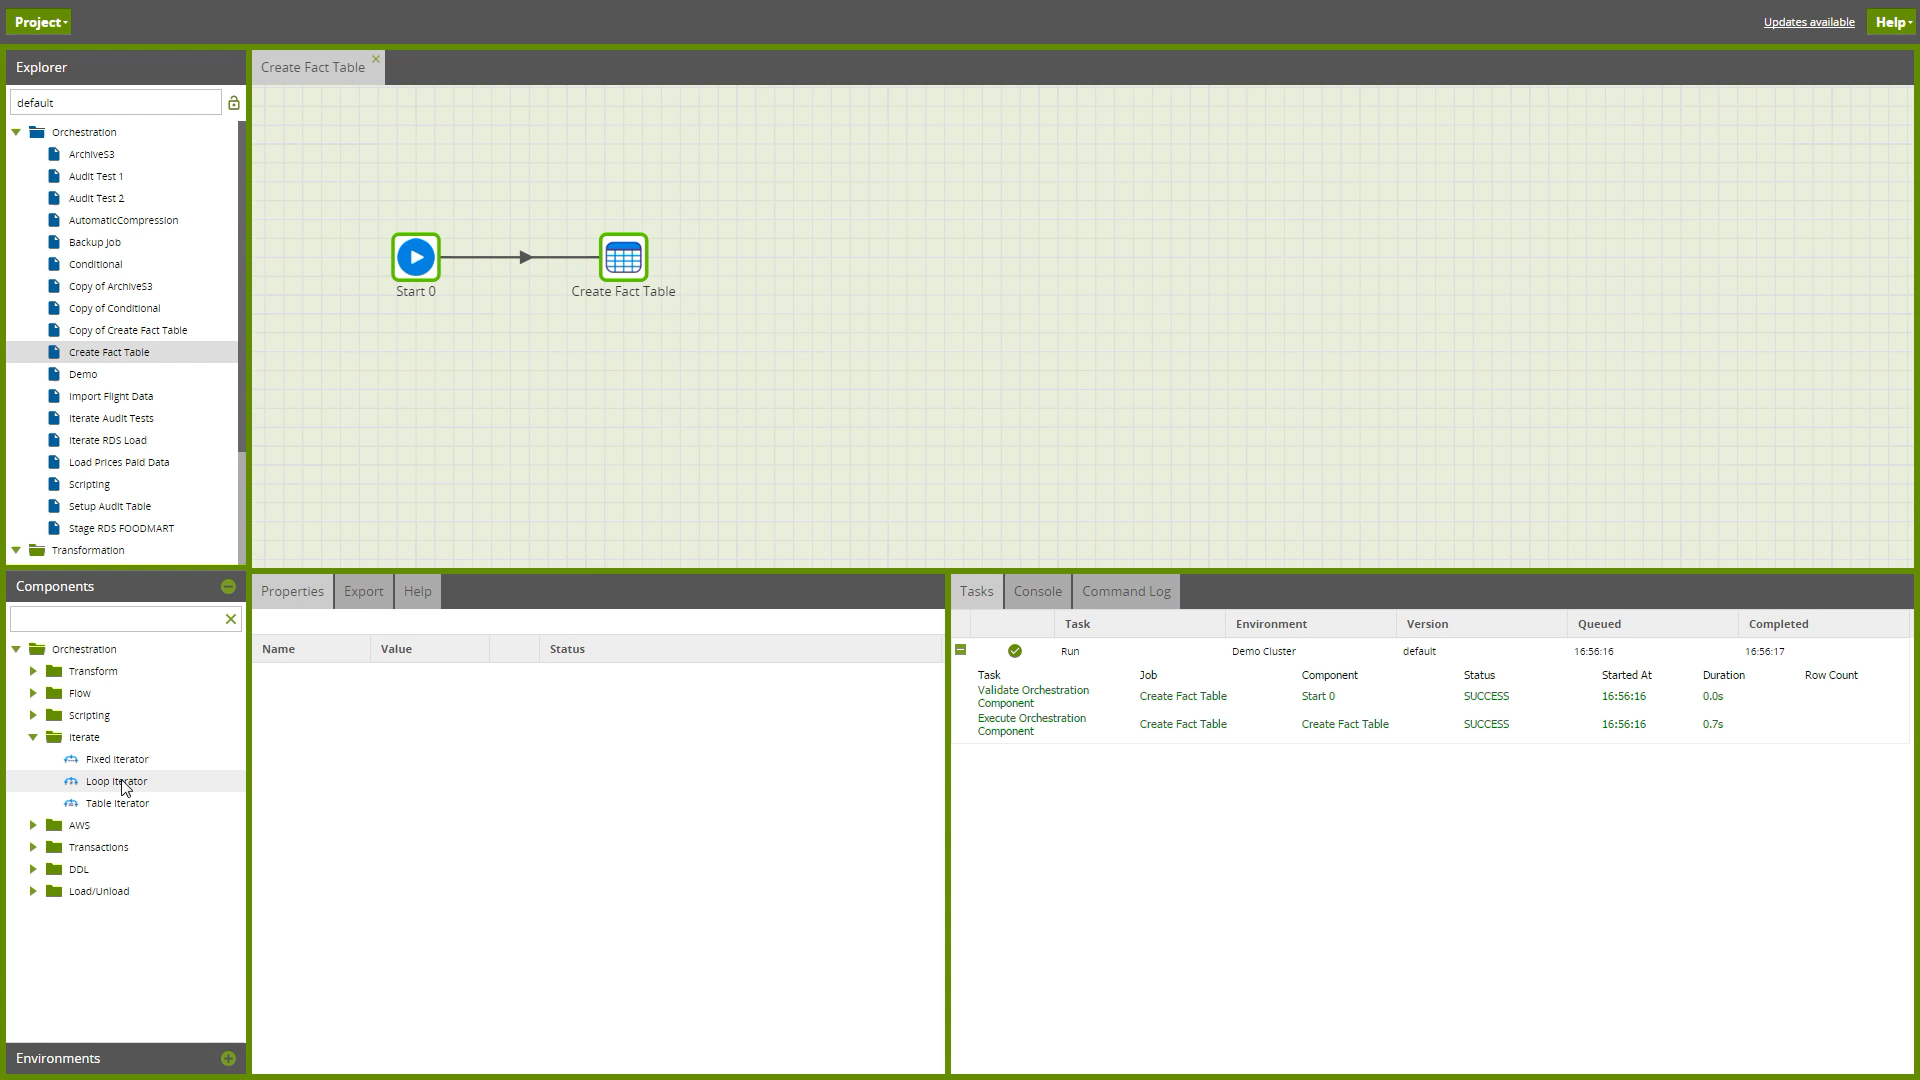 Project
Updates available
Help
Explorer
Create Fact Table
default
Orchestration
ArchiveS3
Audit Test 1
Audit Test 2
AutomaticCompression
Backup Job
Conditional
Copy of ArchiveS3
Copy of Conditional
Copy of Create Fact Table
Create Fact Table
Demo
Import Flight Data
Iterate Audit Tests
Iterate RDS Load
Load Prices Paid Data
Scripting
Setup Audit Table
Stage RDS FOODMART
Transformation
Start 0
Create Fact Table
Components
Orchestration
Transform
Flow
Scripting
Iterate
Fixed Iterator
Loop Iterator
Table Iterator
AWS
Transactions
DDL
Load/Unload
Environments
Properties
Export
Help
Name
Value
Status
Tasks
Console
Command Log
Task
Environment
Version
Queued
Completed
Run
Demo Cluster
default
16:56:16
16:56:17
Task
Job
Component
Status
Started At
Duration
Row Count
Validate Orchestration
Component
Create Fact Table
Start 0
SUCCESS
16:56:16
0.0s
Execute Orchestration
Component
Create Fact Table
Create Fact Table
SUCCESS
16:56:16
0.7s